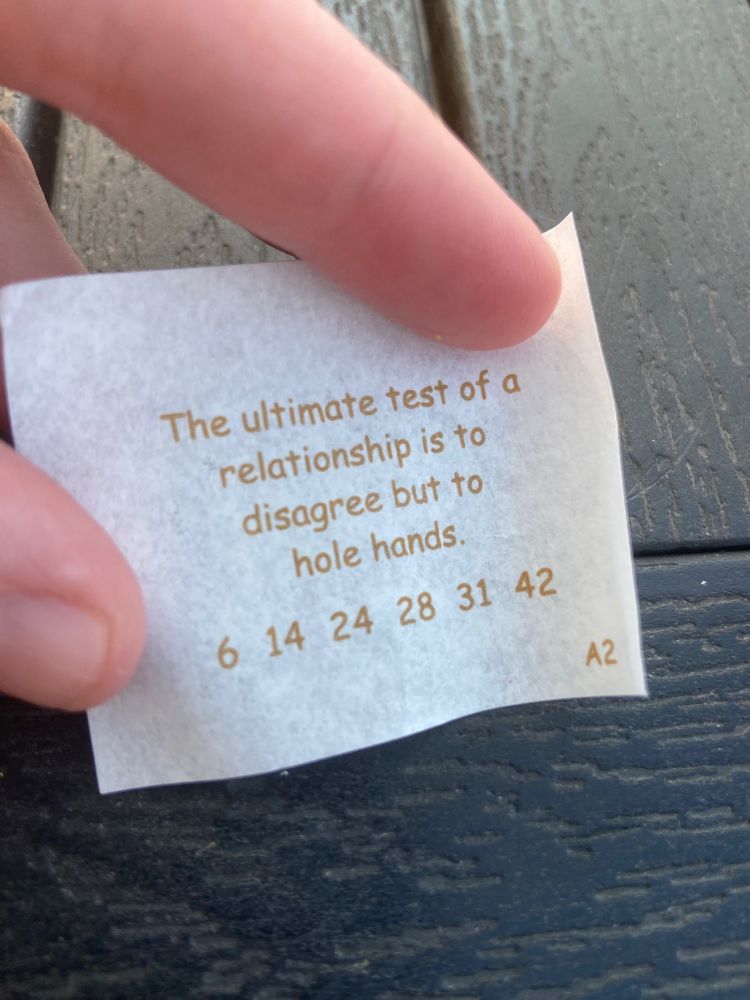 The ultimate test of a
relationship is to
disagree but to
hole hands.
6 14 24 28 31 42
A2